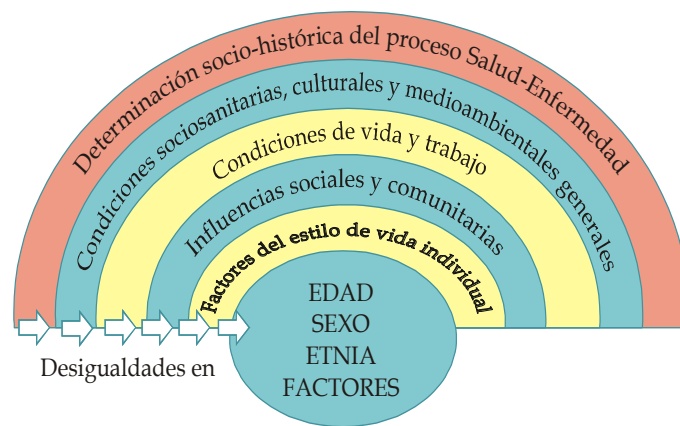 Determinación socio-histórica del proceso Salud-Enfermedad
Condiciones sociosanitarias, culturales y medioambientales generales
Condiciones de vida y trabajo
Influencias sociales y comunitarias
Factores del estilo de vida individual
EDAD
SEXO
ETNIA
FACTORES
Desigualdades en